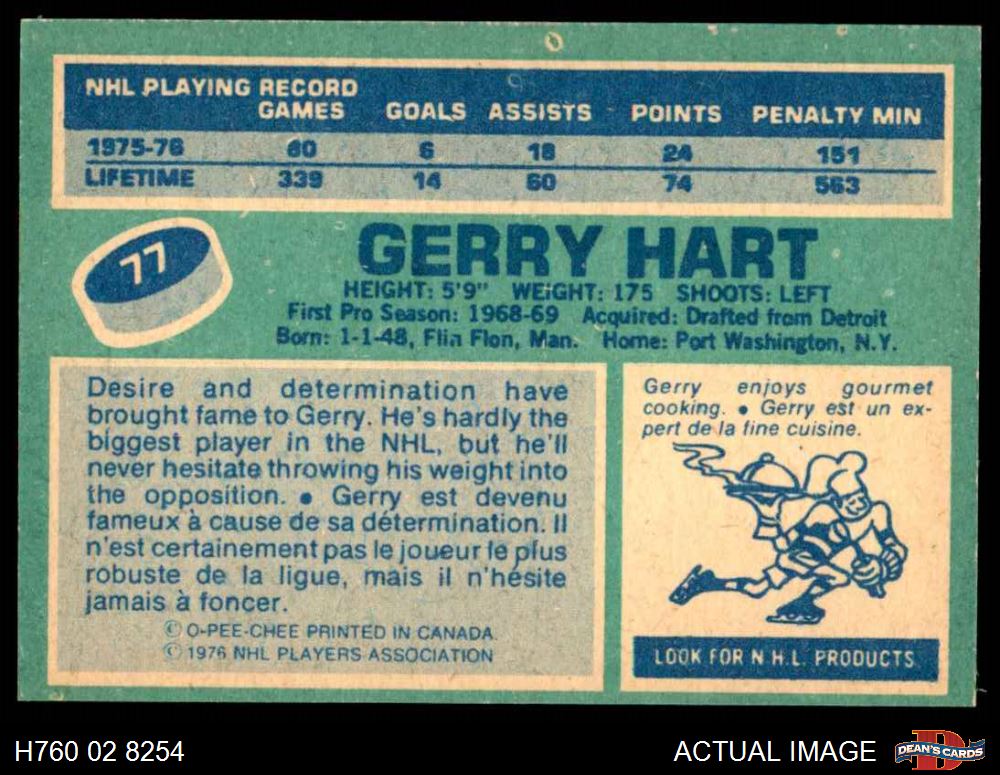 NHL PLAYING RECORD
GAMES GOALS ASSISTS POINTS PENALTY MIN
1975-76 80 6 18 24 151
LIFETIME 339 14 60 74 563
77
GERRY HART
HEIGHT: 5'9" WEIGHT: 175 SHOOTS: LEFT
First Pro Season: 1968-69 Acquired: Drafted from Detroit
Born: 1-1-48, Flin Flon, Man. Home: Port Washington, N.Y.
Desire and determination have
brought fame to Gerry. He's hardly the
biggest player in the NHL, but he'll
never hesitate throwing his weight into
the opposition. ● Gerry est devenu
fameux à cause de sa détermination. Il
n'est certainement pas le joueur le plus
robuste de la ligue, mais il n'hésite
jamais à foncer.
© O-PEE-CHEE PRINTED IN CANADA
© 1976 NHL PLAYERS ASSOCIATION
Gerry enjoys gourmet
cooking. ● Gerry est un ex-
pert de la fine cuisine.
LOOK FOR N.H.L. PRODUCTS
H760 02 8254
ACTUAL IMAGE
D
DEAN'S CARDS